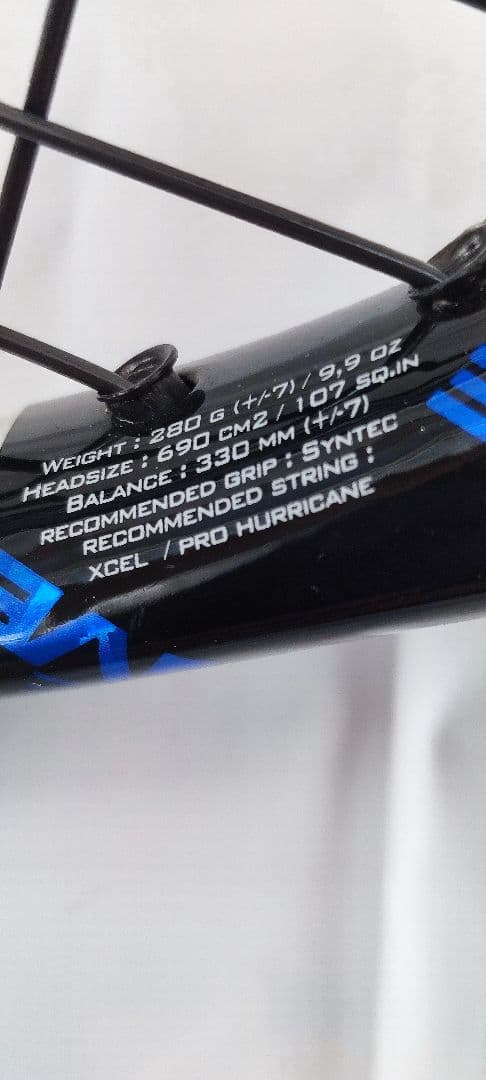 WEIGHT : 280 G (+/-7) / 9,9 OZ
HEADSIZE : 690 CM2 / 107 SQ.IN
BALANCE : 330 MM (+/-7)
RECOMMENDED GRIP : SYNTEC
RECOMMENDED STRING :
XCEL / PRO HURRICANE